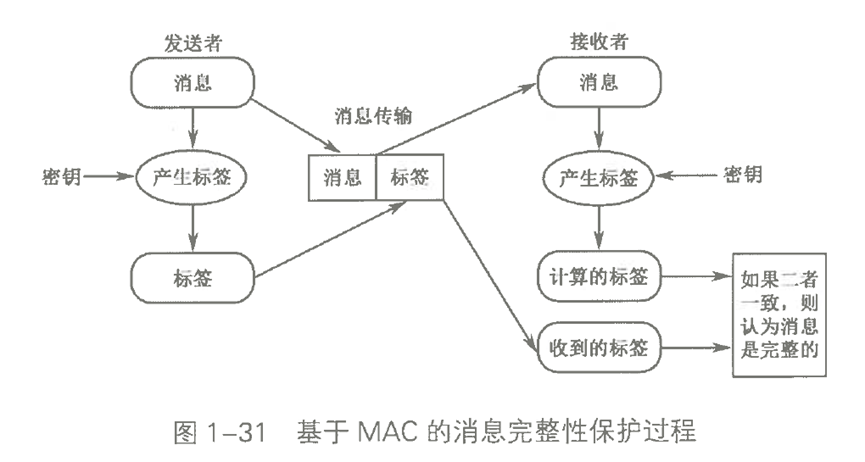 发送者
接收者
消息
消息
消息传输
密钥
产生标签
消息
标签
产生标签
密钥
标签
计算的标签
收到的标签
如果二者
一致，则
认为消息
是完整的
图 1-31 基于 MAC 的消息完整性保护过程